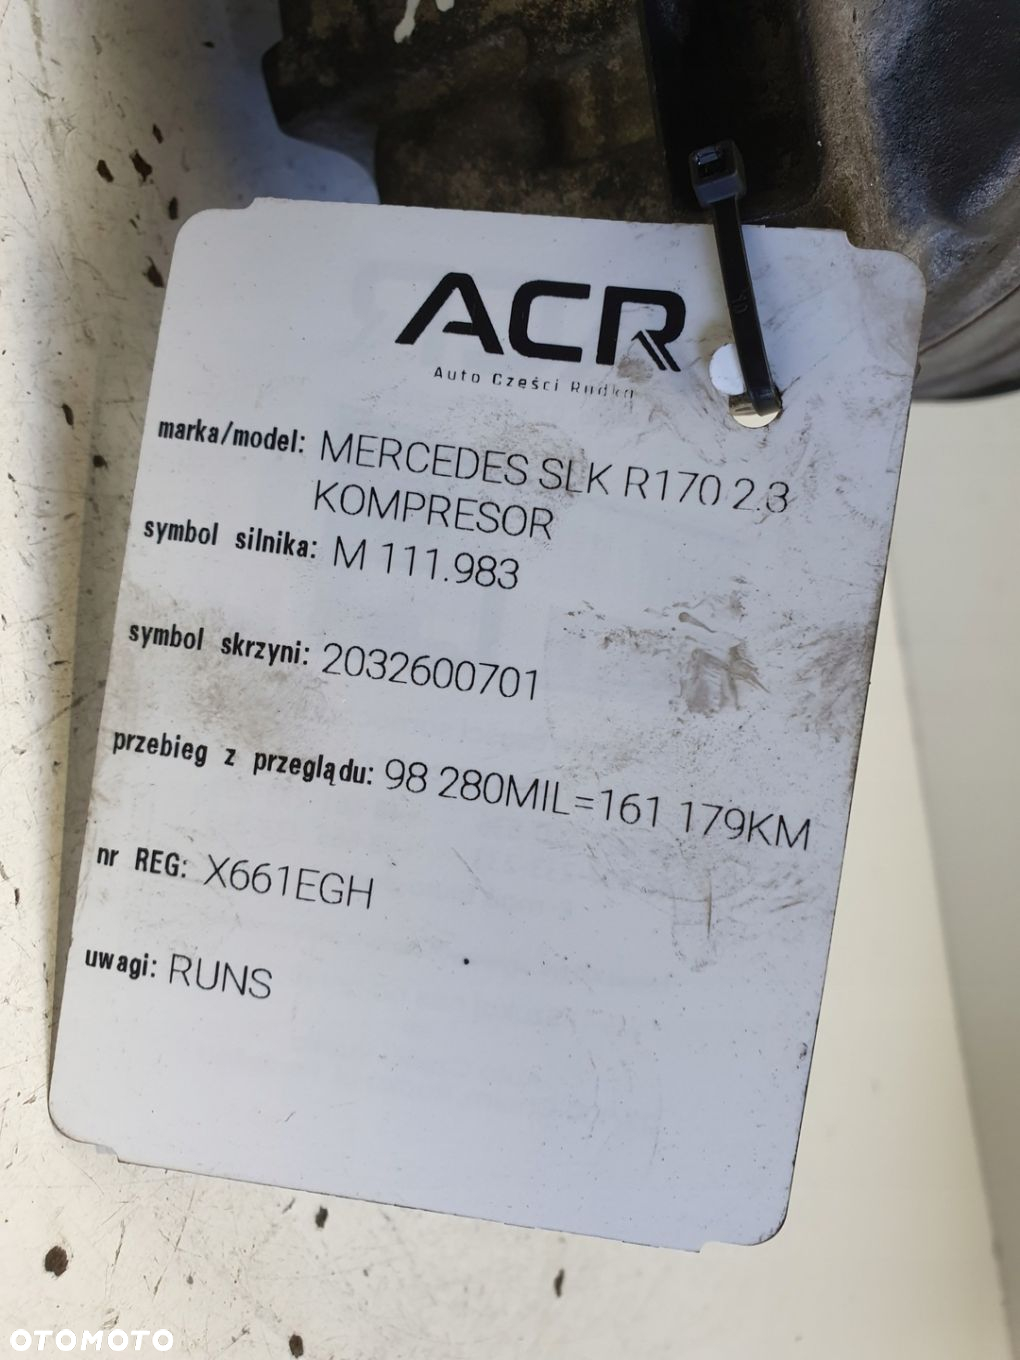 ACR
Auto Części Rudka
marka/model: MERCEDES SLK R170 2.3
KOMPRESOR
symbol silnika: M 111.983
symbol skrzyni: 2032600701
przebieg z przeglądu: 98 280MIL=161 179KM
nr REG: X661EGH
uwagi: RUNS
OTOMOTO